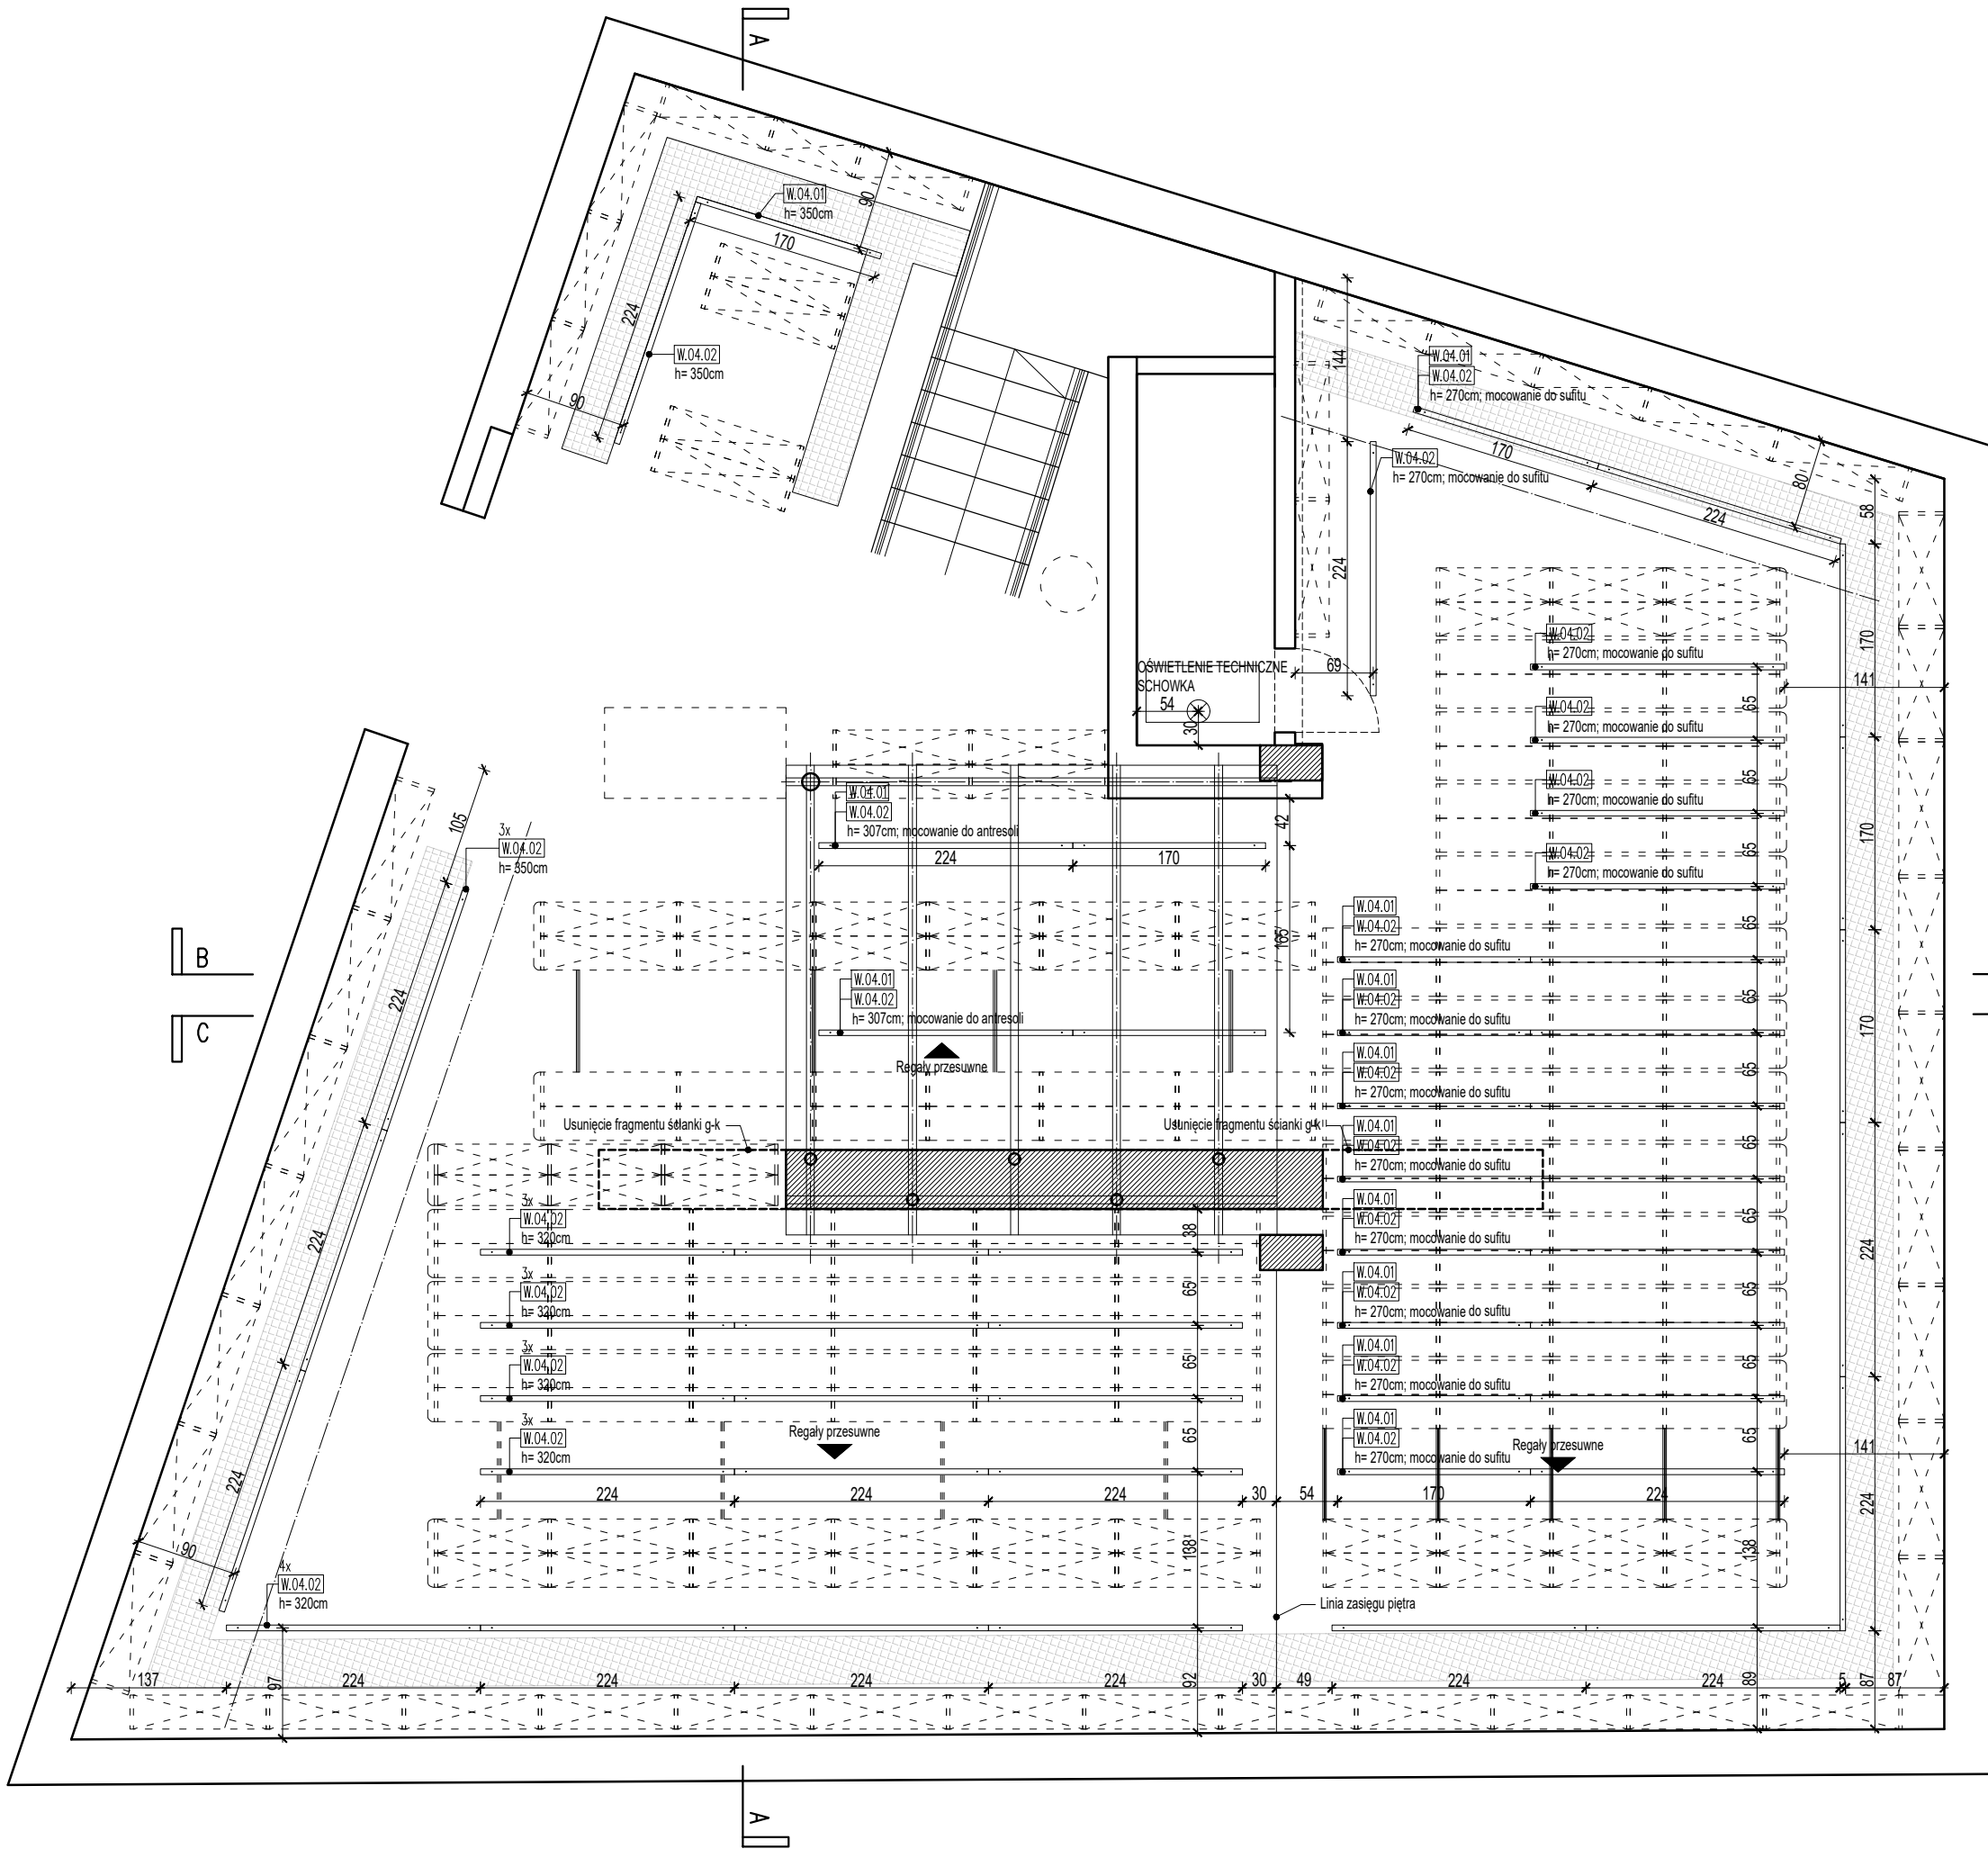 A
W.04.01
h= 350cm
90
170
224
W.04.02
h= 350cm
90
144
W.04.01
W.04.02
h= 270cm; mocowanie do sufitu
170
224
80
58
W.04.02
h= 270cm; mocowanie do sufitu
224
69
OŚWIETLENIE TECHNICZNE
SCHOWKA
54
30
W.04.02
h= 270cm; mocowanie do sufitu
65
W.04.02
h= 270cm; mocowanie do sufitu
65
W.04.02
h= 270cm; mocowanie do sufitu
65
W.04.02
h= 270cm; mocowanie do sufitu
65
170
141
170
170
224
224
141
87
105
3x
W.04.02
h= 350cm
224
224
224
90
W.04.01
W.04.02
h= 307cm; mocowanie do antresoli
224
170
42
165
W.04.01
W.04.02
h= 307cm; mocowanie do antresoli
Regały przesuwne
B
C
W.04.01
W.04.02
h= 270cm; mocowanie do sufitu
65
W.04.01
W.04.02
h= 270cm; mocowanie do sufitu
65
W.04.01
W.04.02
h= 270cm; mocowanie do sufitu
65
Usunięcie fragmentu ścianki g-k
Usunięcie fragmentu ścianki g-k
W.04.01
W.04.02
h= 270cm; mocowanie do sufitu
65
W.04.01
W.04.02
h= 270cm; mocowanie do sufitu
65
W.04.01
W.04.02
h= 270cm; mocowanie do sufitu
65
W.04.01
W.04.02
h= 270cm; mocowanie do sufitu
65
W.04.01
W.04.02
h= 270cm; mocowanie do sufitu
Regały przesuwne
3x
W.04.02
h= 320cm
38
3x
W.04.02
h= 320cm
65
3x
W.04.02
h= 320cm
65
3x
W.04.02
h= 320cm
65
Regały przesuwne
224
224
224
30
54
170
224
138
138
4x
W.04.02
h= 320cm
Linia zasięgu piętra
137
97
224
224
224
224
92
30
49
224
224
89
5
87
A